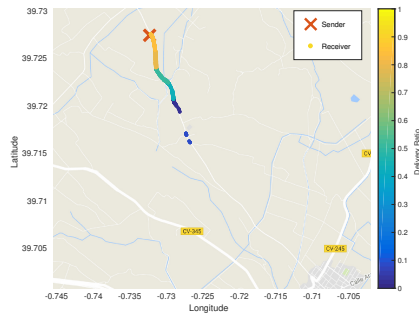 39.73
39.725
39.72
39.715
39.71
39.705
Latitude
-0.745
-0.74
-0.735
-0.73
-0.725
-0.72
-0.715
-0.71
-0.705
Longitude
Sender
Receiver
CV-345
CV-245
CV-
Calle A
1
0.9
0.8
0.7
0.6
0.5
0.4
0.3
0.2
0.1
0
Delivery Ratio